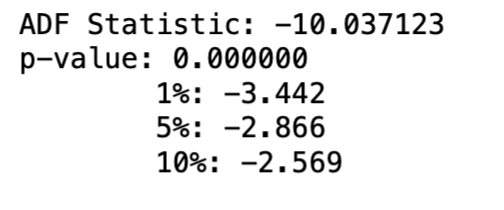 ADF Statistic: -10.037123
p-value: 0.000000
1%: -3.442
5%: -2.866
10%: -2.569